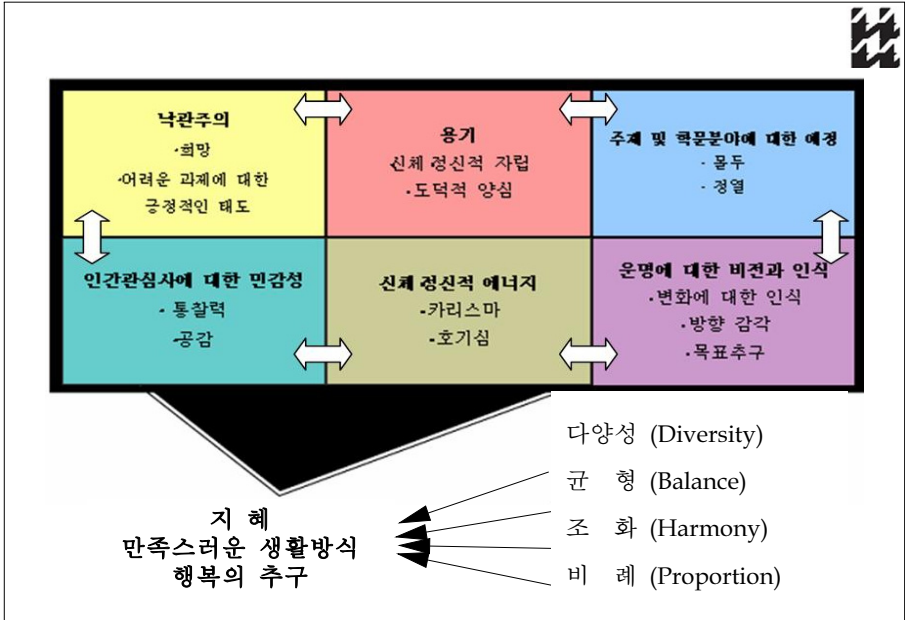 낙관주의
·희망
·어려운 과제에 대한
긍정적인 태도
용기
신체 정신적 자립
·도덕적 양심
주제 및 학문분야에 대한 애정
· 몰두
· 정열
인간관심사에 대한 민감성
· 통찰력
·공감
신체 정신적 에너지
·카리스마
·호기심
운명에 대한 비전과 인식
·변화에 대한 인식
·방향 감각
·목표추구
다양성 (Diversity)
균 형 (Balance)
조 화 (Harmony)
비 례 (Proportion)
지 혜
만족스러운 생활방식
행복의 추구